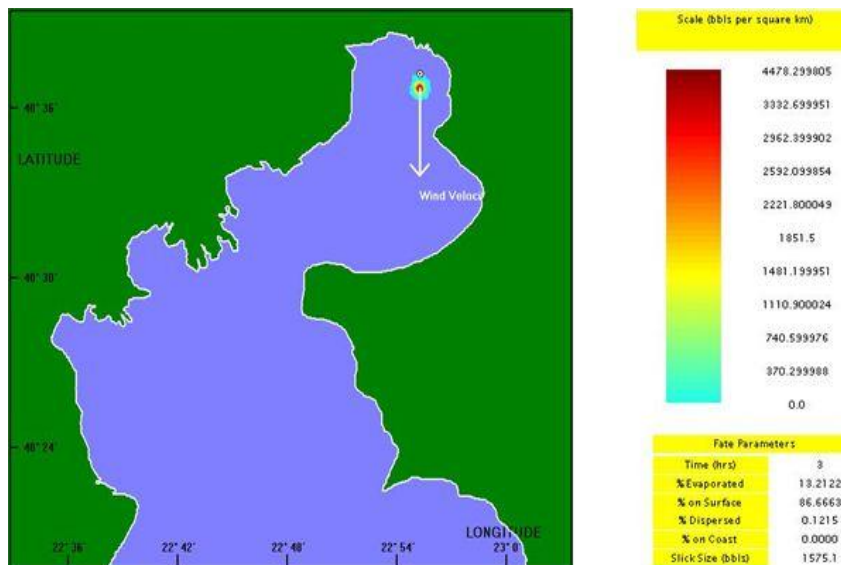 40° 36'
LATITUDE
Wind Veloci
40° 30'
40° 24'
LONGITUDE
22° 36' 22° 42' 22° 48' 22° 54' 23° 0'
Scale (bbls per square km)
4478.299805
3332.699951
2962.399902
2592.099854
2221.800049
1851.5
1481.199951
1110.900024
740.599976
370.299988
0.0
Fate Parameters
Time (hrs) 3
% Evaporated 13.2122
% on Surface 86.6663
% Dispersed 0.1215
% on Coast 0.0000
Slick Size (bbls) 1575.1